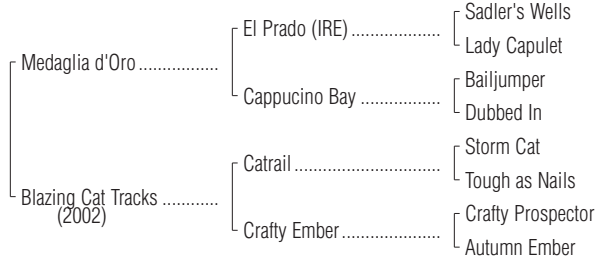 Sadler's Wells
El Prado (IRE) ....................
Lady Capulet
Medaglia d'Oro .................
Bailjumper
Cappucino Bay ..................
Dubbed In
Storm Cat
Catrail .................................
Tough as Nails
Blazing Cat Tracks ............
(2002)
Crafty Prospector
Crafty Ember ......................
Autumn Ember